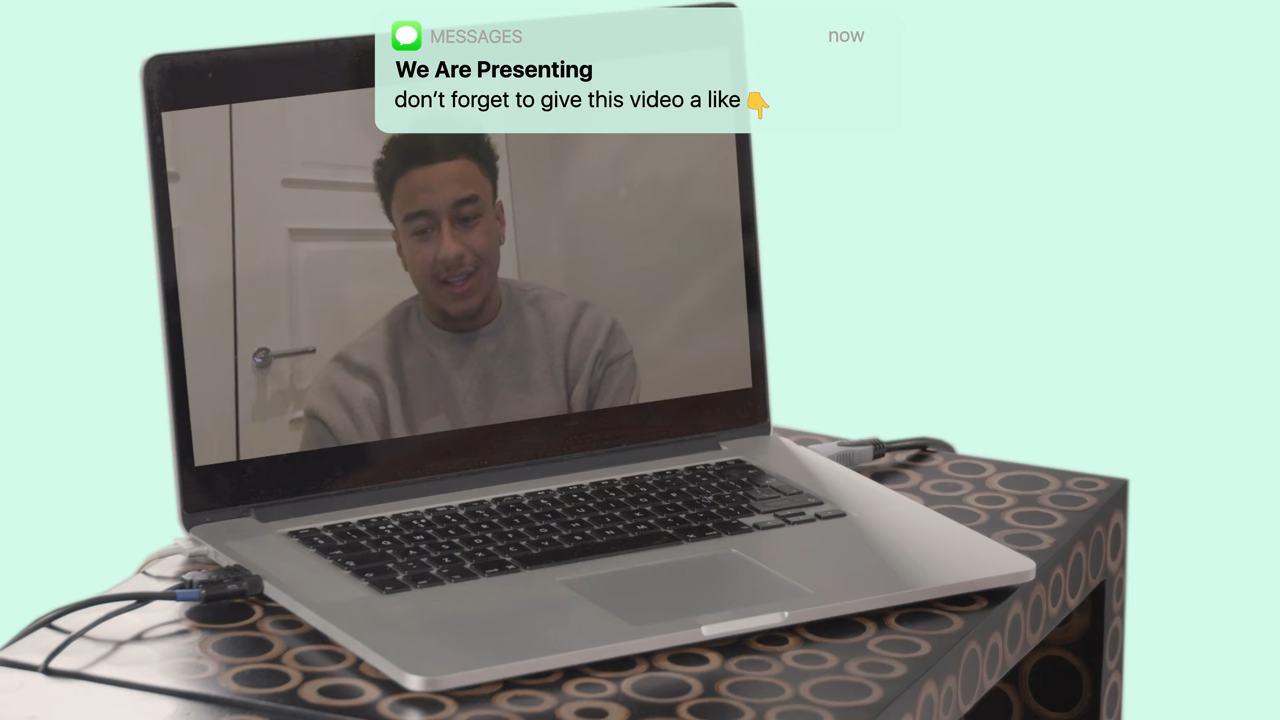 MESSAGES now
We Are Presenting
don’t forget to give this video a like 👇